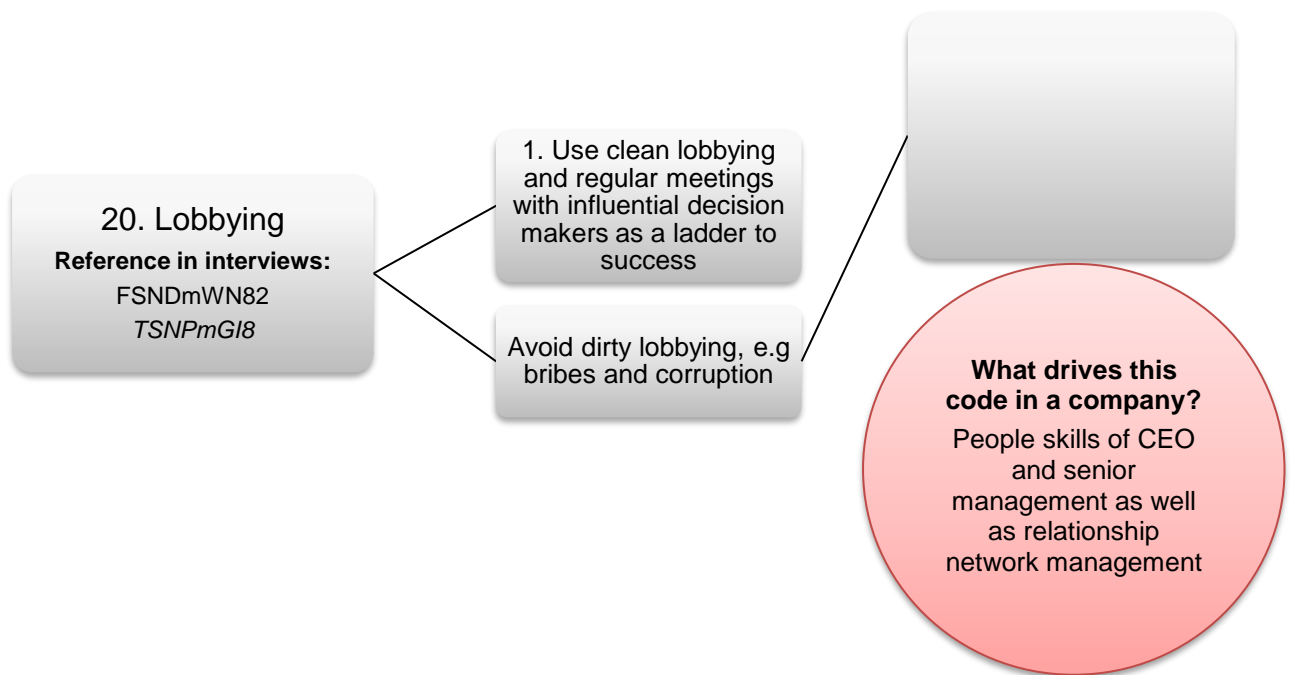 20. Lobbying
Reference in interviews:
FSNDmWN82
TSNPmGI8
1. Use clean lobbying
and regular meetings
with influential decision
makers as a ladder to
success
Avoid dirty lobbying, e.g
bribes and corruption
What drives this
code in a company?
People skills of CEO
and senior
management as well
as relationship
network management